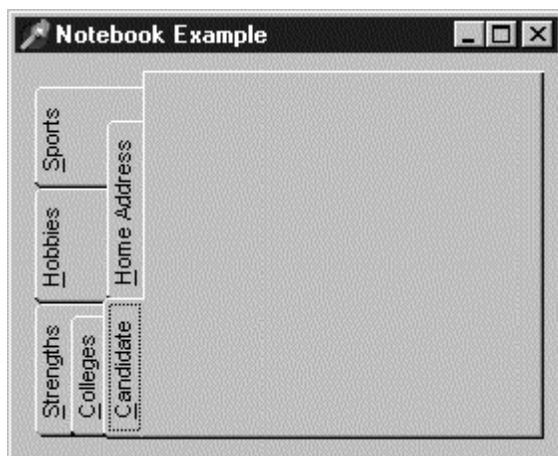 Notebook Example
Sports
Hobbies
Strengths
Colleges
Home Address
Candidate